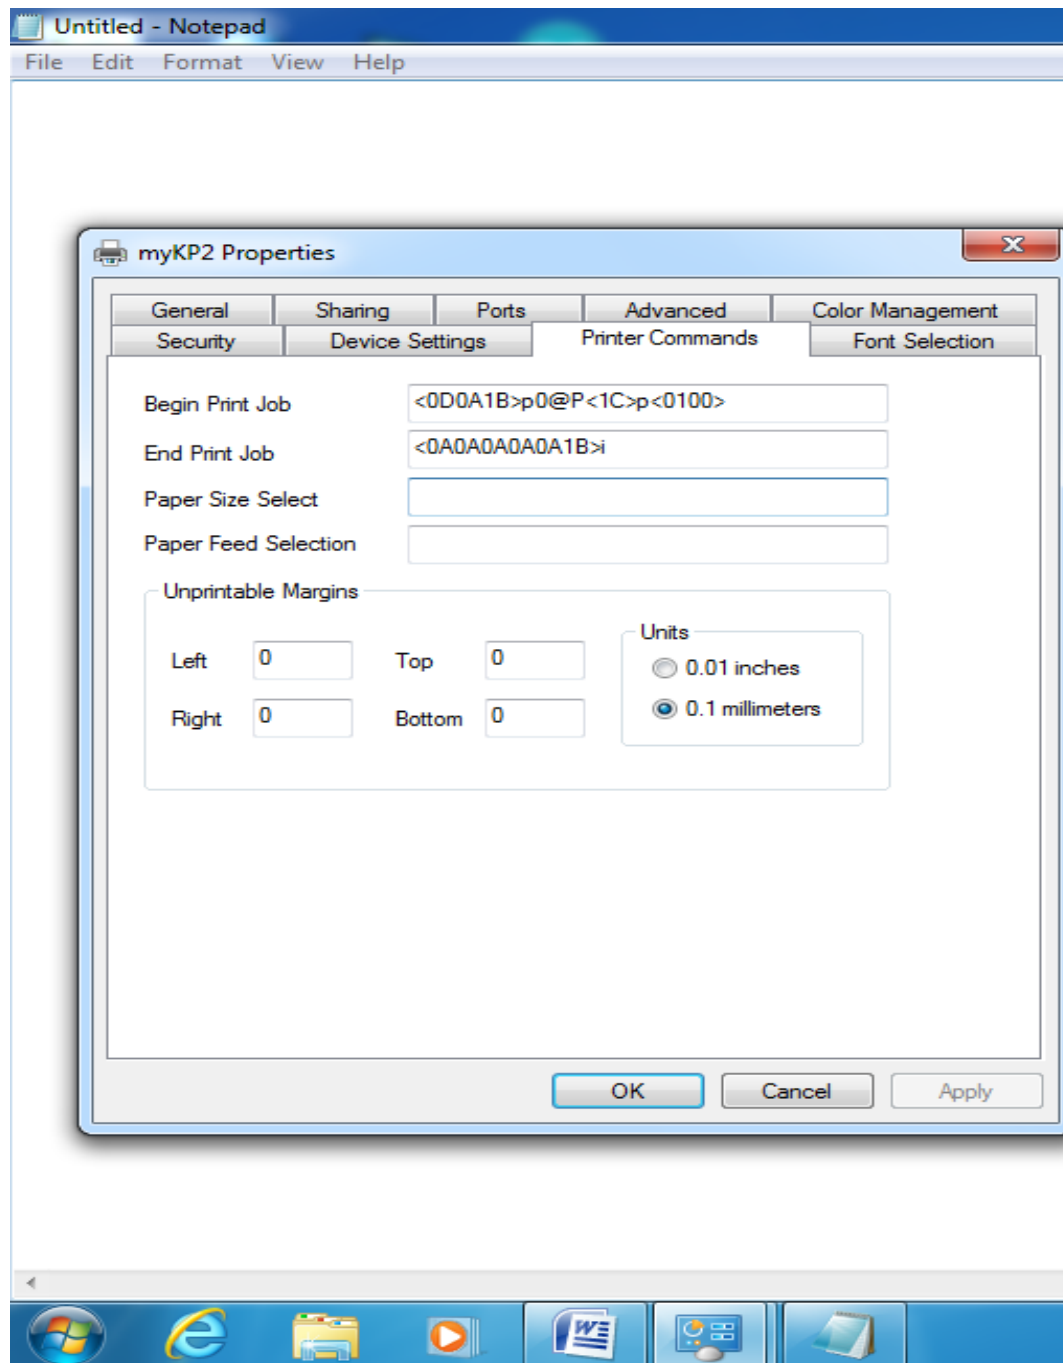 Untitled - Notepad
File Edit Format View Help
myKP2 Properties
General Sharing Ports Advanced Color Management
Security Device Settings Printer Commands Font Selection
Begin Print Job <0D0A1B>p0@P<1C>p<0100>
End Print Job <0A0A0A0A0A1B>i
Paper Size Select
Paper Feed Selection
Unprintable Margins
Units
Left 0 Top 0 0.01 inches
Right 0 Bottom 0 0.1 millimeters
OK Cancel Apply
W